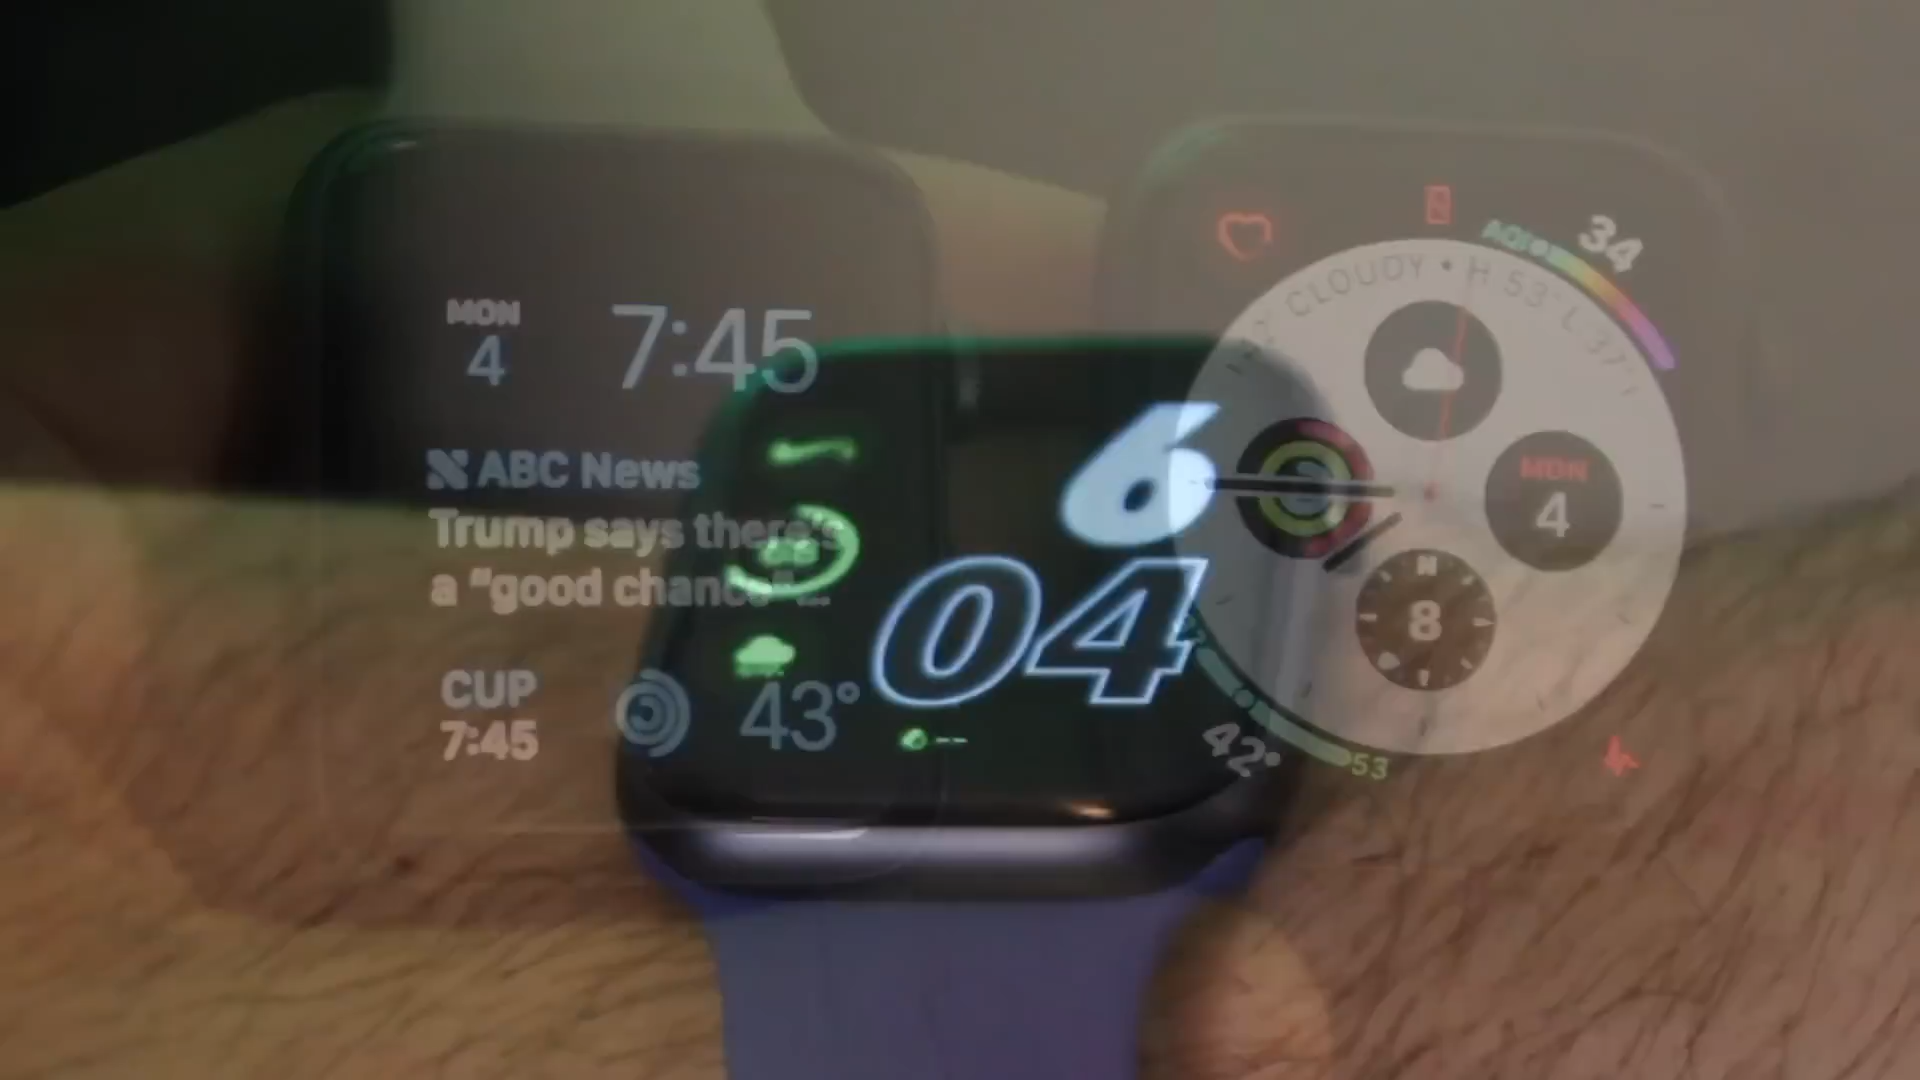 MON
4
7:45
ABC News
Trump says there's
a “good chance”...
CUP
7:45
43°
6
04
--
AQI
34
CLOUDY • H 53° L 37°
MON
4
N
8
42°
53